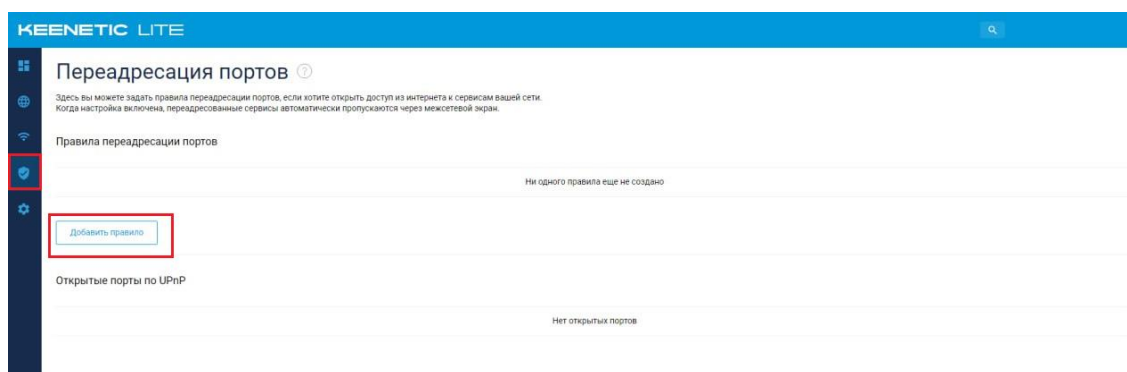 KEENETIC LITE
Переадресация портов ?
Здесь вы можете задать правила переадресации портов, если хотите открыть доступ из интернета к сервисам вашей сети.
Когда настройка включена, переадресованные сервисы автоматически пропускаются через межсетевой экран.
Правила переадресации портов
Ни одного правила еще не создано
Добавить правило
Открытые порты по UPnP
Нет открытых портов